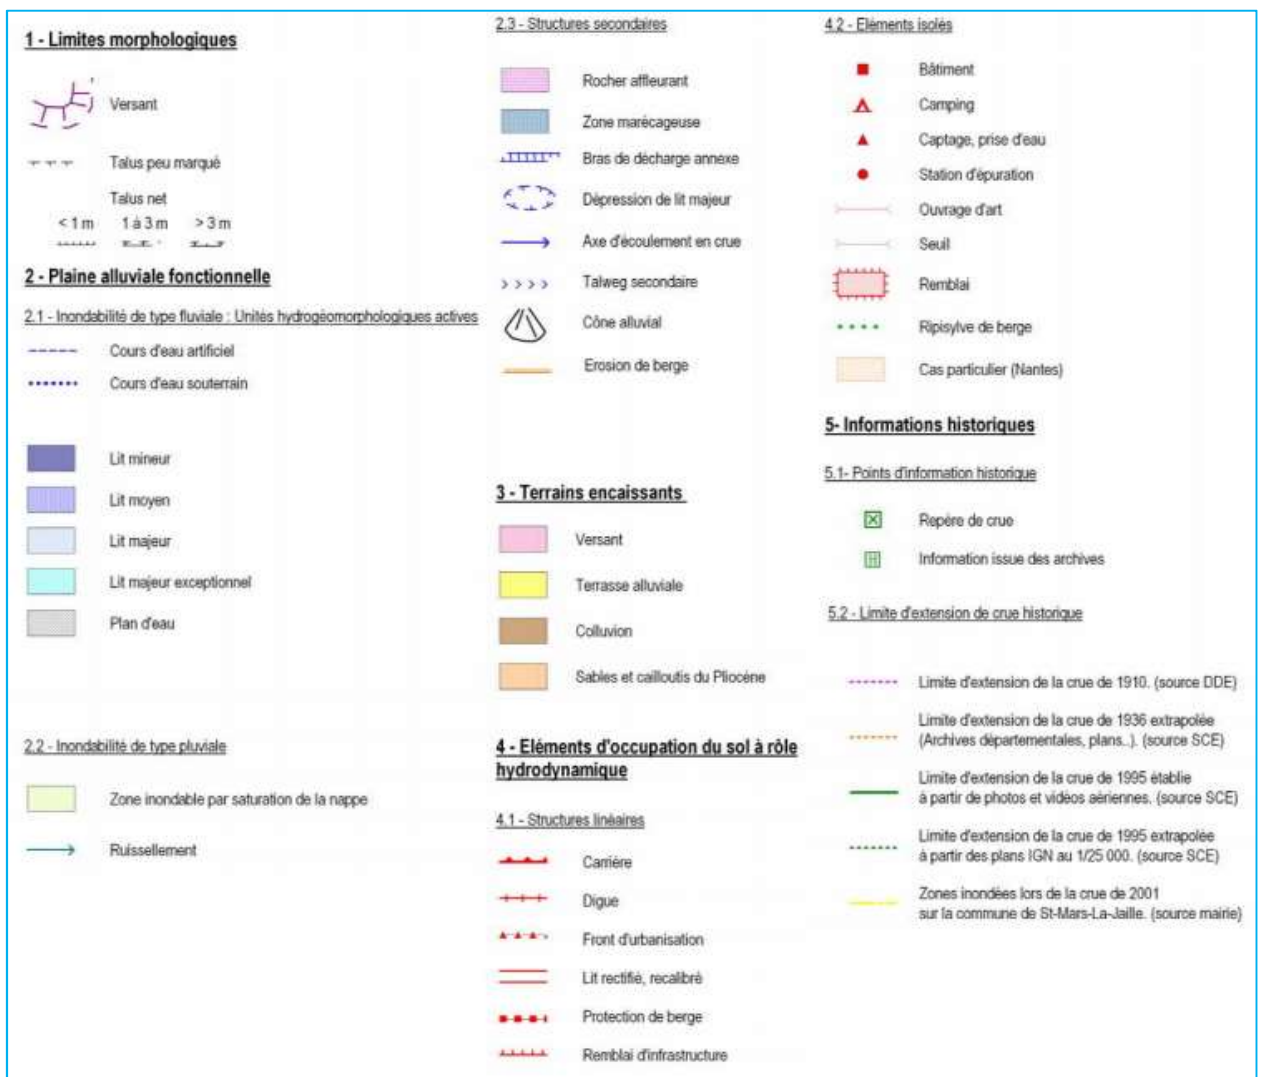 1 - Limites morphologiques
Versant
Talus peu marqué
Talus net
< 1 m 1 à 3 m > 3 m
2 - Plaine alluviale fonctionnelle
2.1 - Inondabilité de type fluviale : Unités hydrogéomorphologiques actives
Cours d'eau artificiel
Cours d'eau souterrain
Lit mineur
Lit moyen
Lit majeur
Lit majeur exceptionnel
Plan d'eau
2.2 - Inondabilité de type pluviale
Zone inondable par saturation de la nappe
Ruissellement
2.3 - Structures secondaires
Rocher affleurant
Zone marécageuse
Bras de décharge annexe
Dépression de lit majeur
Axe d'écoulement en crue
Talweg secondaire
Cône alluvial
Erosion de berge
3 - Terrains encaissants
Versant
Terrasse alluviale
Colluvion
Sables et cailloutis du Pliocène
4 - Eléments d'occupation du sol à rôle
hydrodynamique
4.1 - Structures linéaires
Carrière
Digue
Front d'urbanisation
Lit rectifié, recalibré
Protection de berge
Remblai d'infrastructure
4.2 - Eléments isolés
Bâtiment
Camping
Captage, prise d'eau
Station d'épuration
Ouvrage d'art
Seuil
Remblai
Ripisylve de berge
Cas particulier (Nantes)
5- Informations historiques
5.1- Points d'information historique
Repère de crue
Information issue des archives
5.2 - Limite d'extension de crue historique
Limite d'extension de la crue de 1910. (source DDE)
Limite d'extension de la crue de 1936 extrapolée
(Archives départementales, plans..). (source SCE)
Limite d'extension de la crue de 1995 établie
à partir de photos et vidéos aériennes. (source SCE)
Limite d'extension de la crue de 1995 extrapolée
à partir des plans IGN au 1/25 000. (source SCE)
Zones inondées lors de la crue de 2001
sur la commune de St-Mars-La-Jaille. (source mairie)